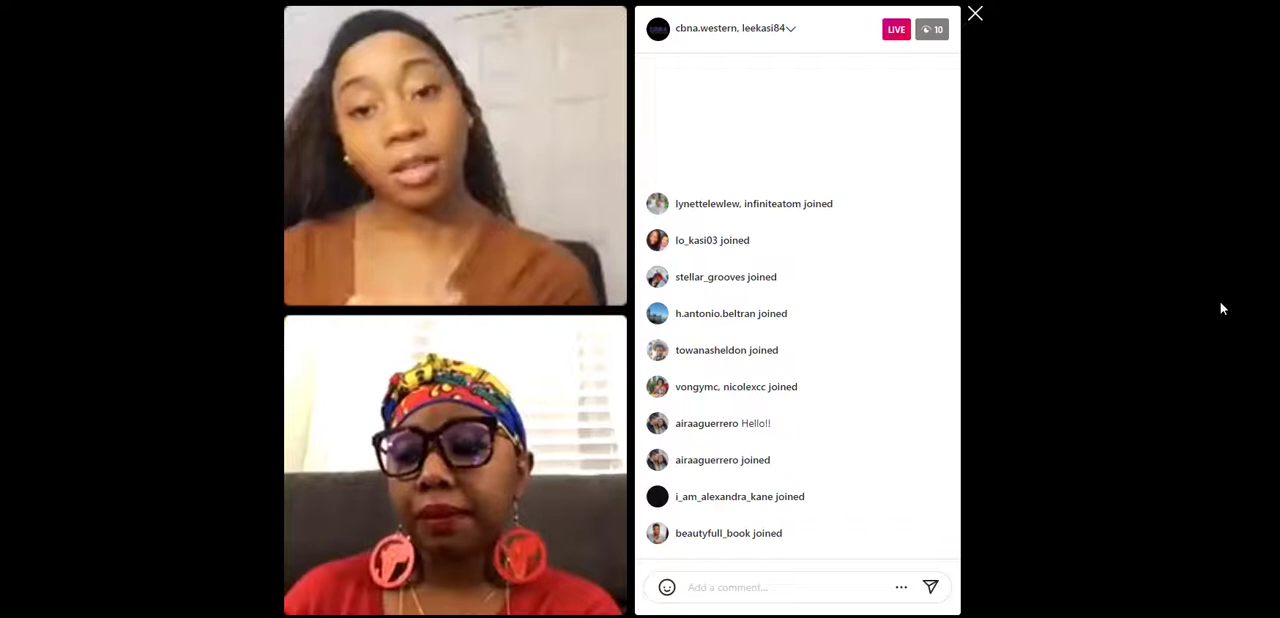 cbna.western, leekasi84
LIVE
10
lynettelewlew, infiniteatom joined
lo_kasi03 joined
stellar_grooves joined
h.antonio.beltran joined
towanasheldon joined
vongymc, nicolexcc joined
airaaguerrero Hello!!
airaaguerrero joined
i_am_alexandra_kane joined
beautyfull_book joined
Add a comment...